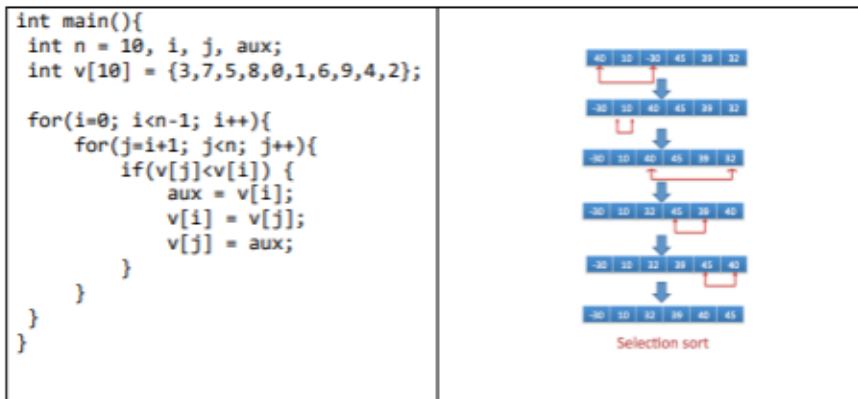 int main(){
int n = 10, i, j, aux;
int v[10] = {3,7,5,8,0,1,6,9,4,2};
for(i=0; i<n-1; i++){
for(j=i+1; j<n; j++){
if(v[j]<v[i]) {
aux = v[i];
v[i] = v[j];
v[j] = aux;
}
}
}
}
40 10 -30 45 39 32
-30 10 40 45 39 32
-30 10 40 45 39 32
-30 10 32 45 39 40
-30 10 32 39 45 40
-30 10 32 39 40 45
Selection sort